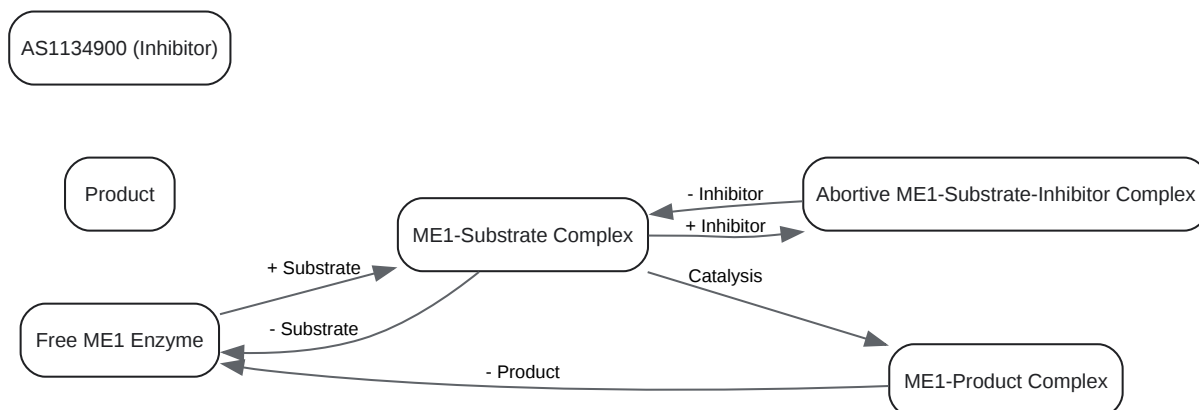 AS1134900 (Inhibitor)
Product
- Inhibitor
Abortive ME1-Substrate-Inhibitor Complex
ME1-Substrate Complex
+ Inhibitor
+ Substrate
Catalysis
- Substrate
Free ME1 Enzyme
- Product
ME1-Product Complex